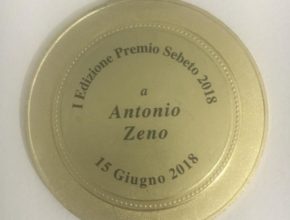 I Edizione Premio Sebeto 2018
a
Antonio
Zeno
15 Giugno 2018